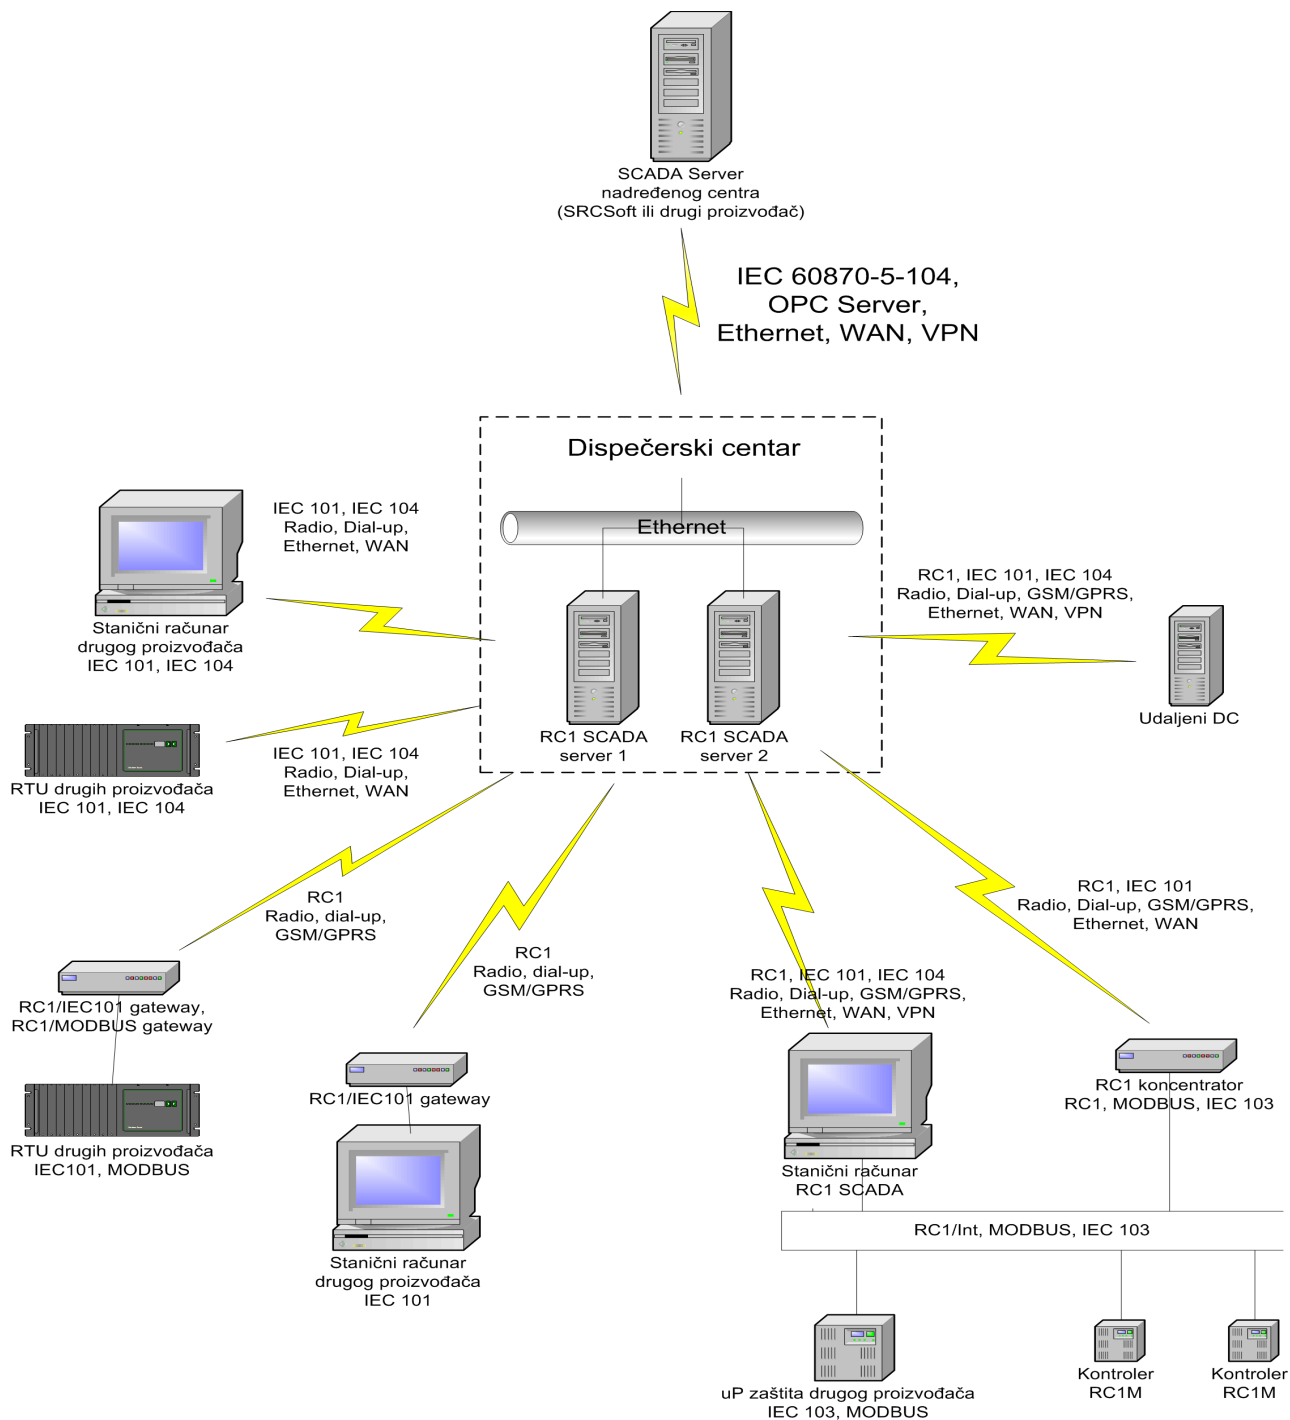 SCADA Server
nadređenog centra
(SRCSoft ili drugi proizvođač)
IEC 60870-5-104,
OPC Server,
Ethernet, WAN, VPN
Dispečerski centar
Ethernet
RC1 SCADA
server 1
RC1 SCADA
server 2
IEC 101, IEC 104
Radio, Dial-up,
Ethernet, WAN
Stanični računar
drugog proizvođača
IEC 101, IEC 104
RC1, IEC 101, IEC 104
Radio, Dial-up, GSM/GPRS,
Ethernet, WAN, VPN
Udaljeni DC
IEC 101, IEC 104
Radio, Dial-up,
Ethernet, WAN
RTU drugih proizvođača
IEC 101, IEC 104
RC1
Radio, dial-up,
GSM/GPRS
RC1/IEC101 gateway,
RC1/MODBUS gateway
RTU drugih proizvođača
IEC101, MODBUS
RC1
Radio, dial-up,
GSM/GPRS
RC1/IEC101 gateway
Stanični računar
drugog proizvođača
IEC 101
RC1, IEC 101, IEC 104
Radio, Dial-up, GSM/GPRS,
Ethernet, WAN, VPN
Stanični računar
RC1 SCADA
RC1, IEC 101
Radio, Dial-up, GSM/GPRS,
Ethernet, WAN
RC1 koncentrator
RC1, MODBUS, IEC 103
RC1/Int, MODBUS, IEC 103
uP zaštita drugog proizvođača
IEC 103, MODBUS
Kontroler
RC1M
Kontroler
RC1M